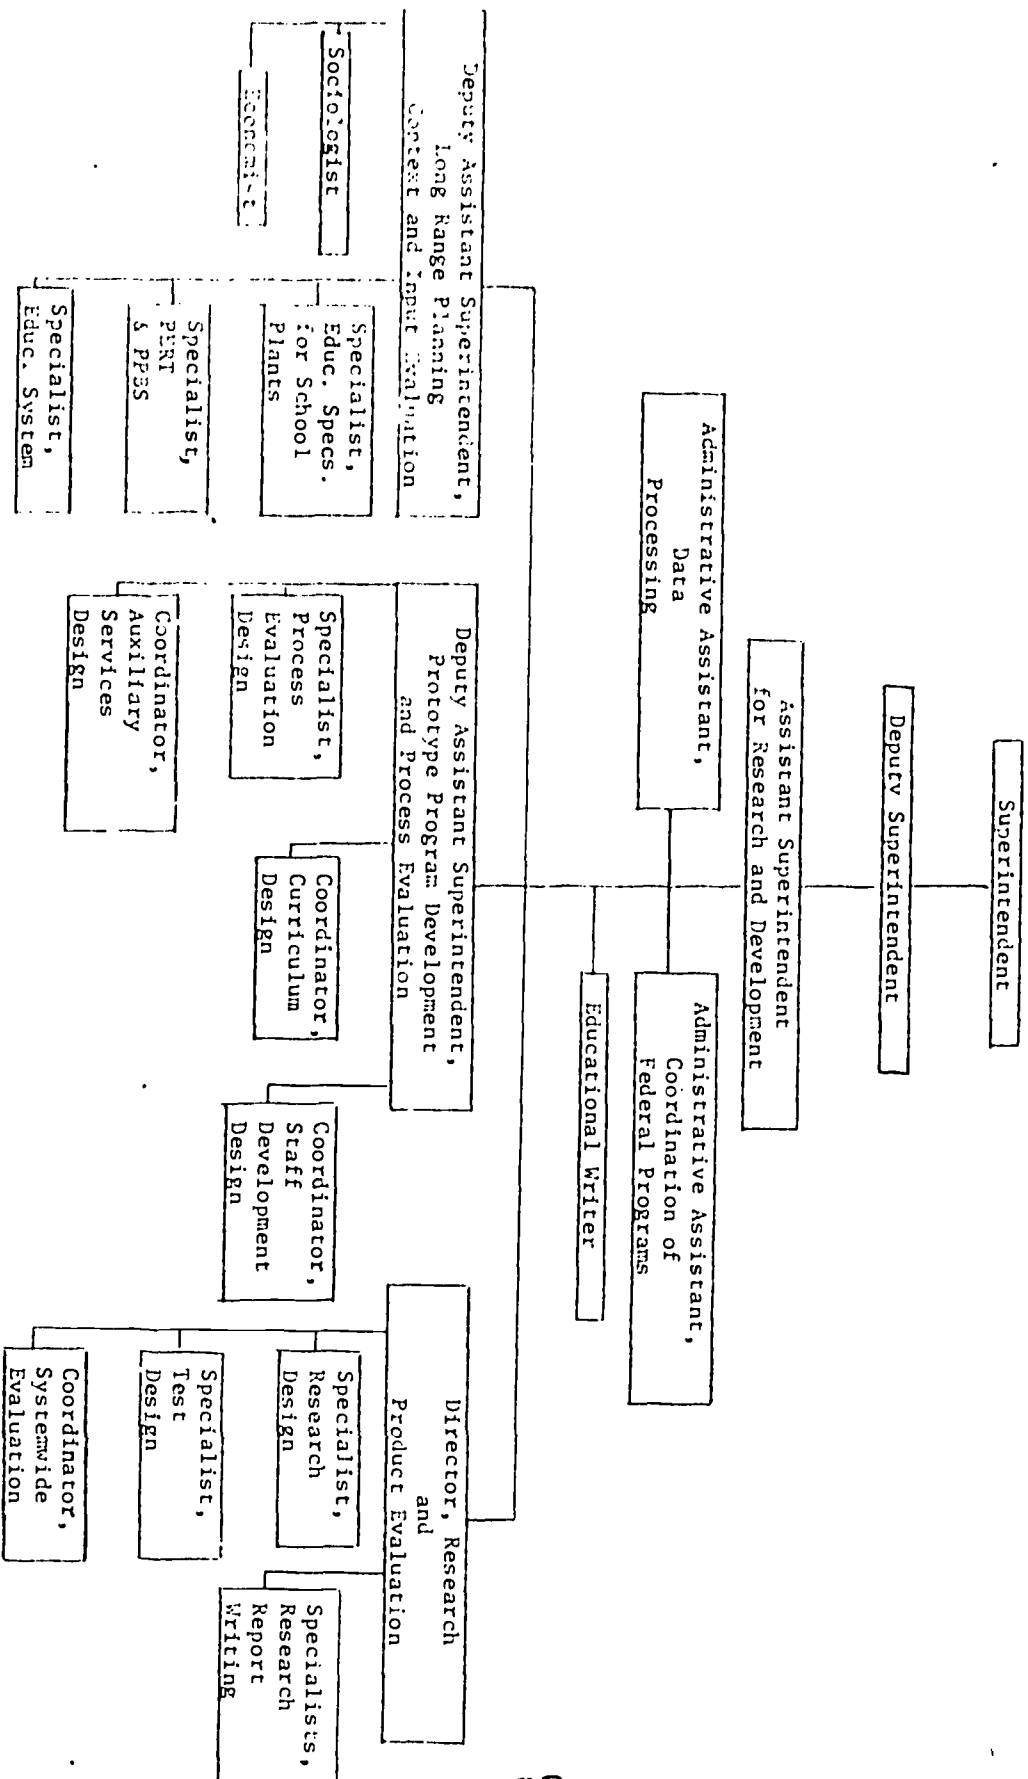 Superintendent
Deputy Superintendent
Assistant Superintendent
for Research and Development
Administrative Assistant,
Data
Processing
Administrative Assistant,
Coordination of
Federal Programs
Educational Writer
Deputy Assistant Superintendent,
Long Range Planning
Context and Input Evaluation
Sociologist
Economist
Specialist,
Educ. Specs.
for School
Plants
Specialist,
PERT
& PPBS
Specialist,
Educ. System
Deputy Assistant Superintendent,
Prototype Program Development
and Process Evaluation
Specialist,
Process
Evaluation
Design
Coordinator,
Auxiliary
Services
Design
Coordinator,
Curriculum
Design
Coordinator,
Staff
Development
Design
Director, Research
and
Product Evaluation
Specialist,
Research
Design
Specialist,
Test
Design
Coordinator,
Systemwide
Evaluation
Specialists,
Research
Report
Writing